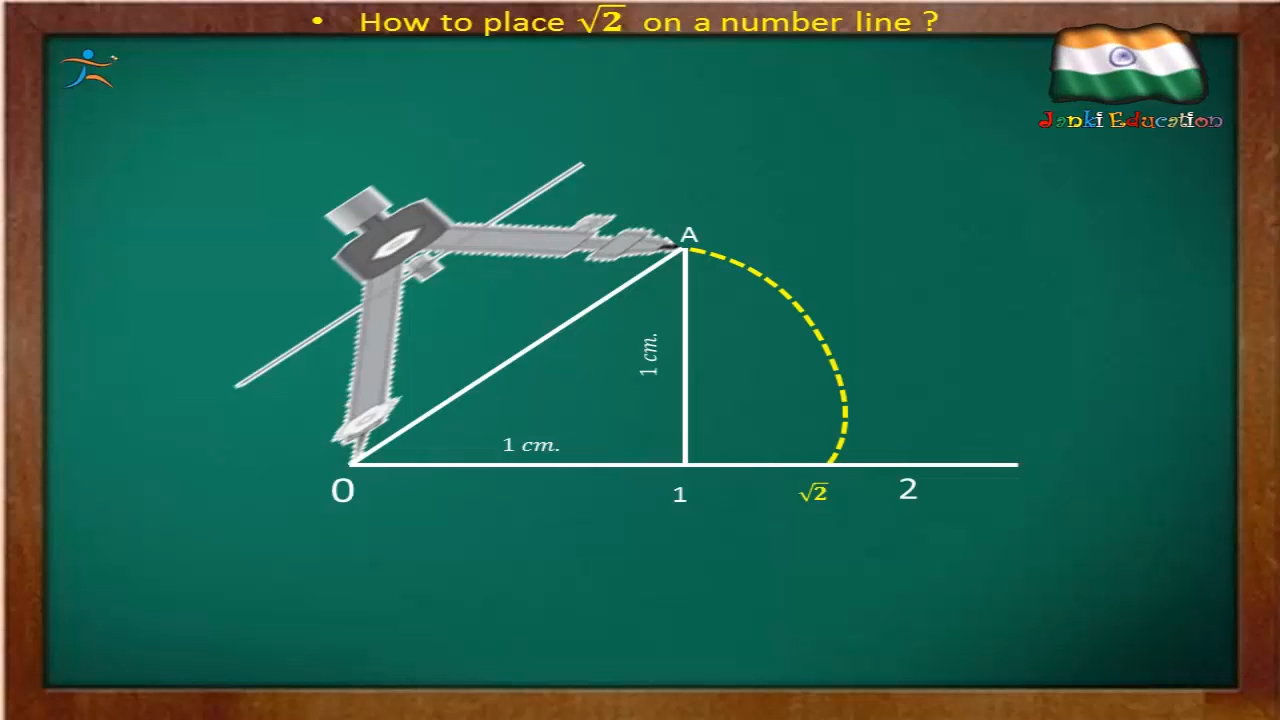 • How to place √2 on a number line ?
Janki Education
A
1 cm.
1 cm.
0 1 √2 2